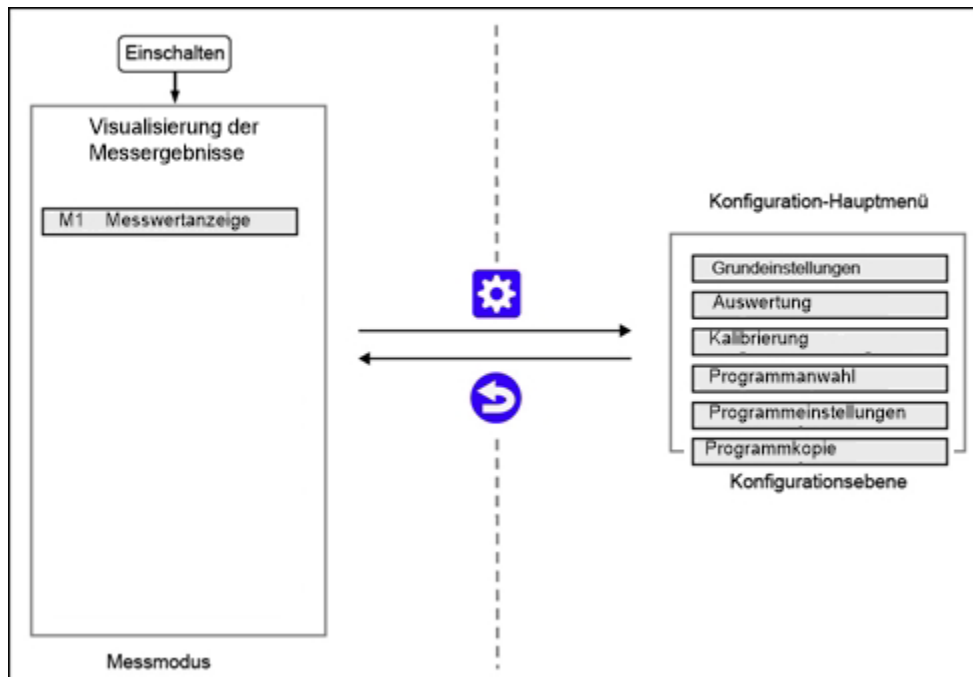 Einschalten
Visualisierung der
Messergebnisse
M1 Messwertanzeige
Messmodus
Konfiguration-Hauptmenü
Grundeinstellungen
Auswertung
Kalibrierung
Programmanwahl
Programmeinstellungen
Programmkopie
Konfigurationsebene